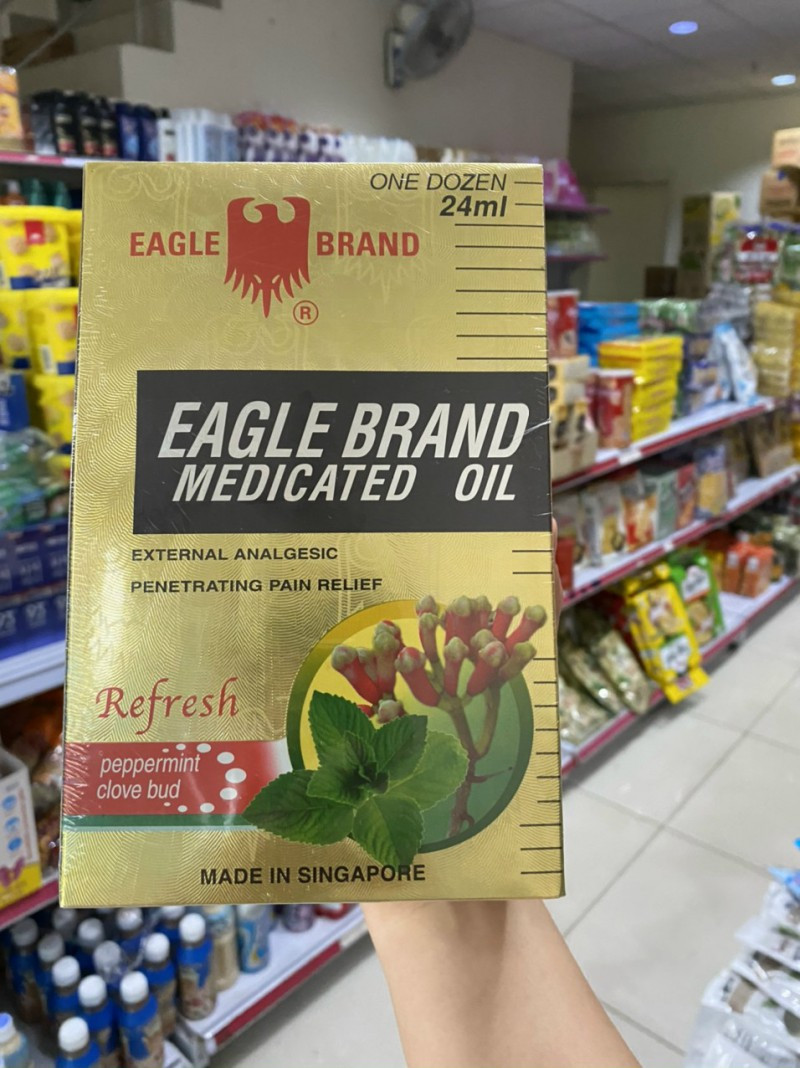 ONE DOZEN
24ml
EAGLE BRAND
®
EAGLE BRAND
MEDICATED OIL
EXTERNAL ANALGESIC
PENETRATING PAIN RELIEF
Refresh
peppermint
clove bud
MADE IN SINGAPORE